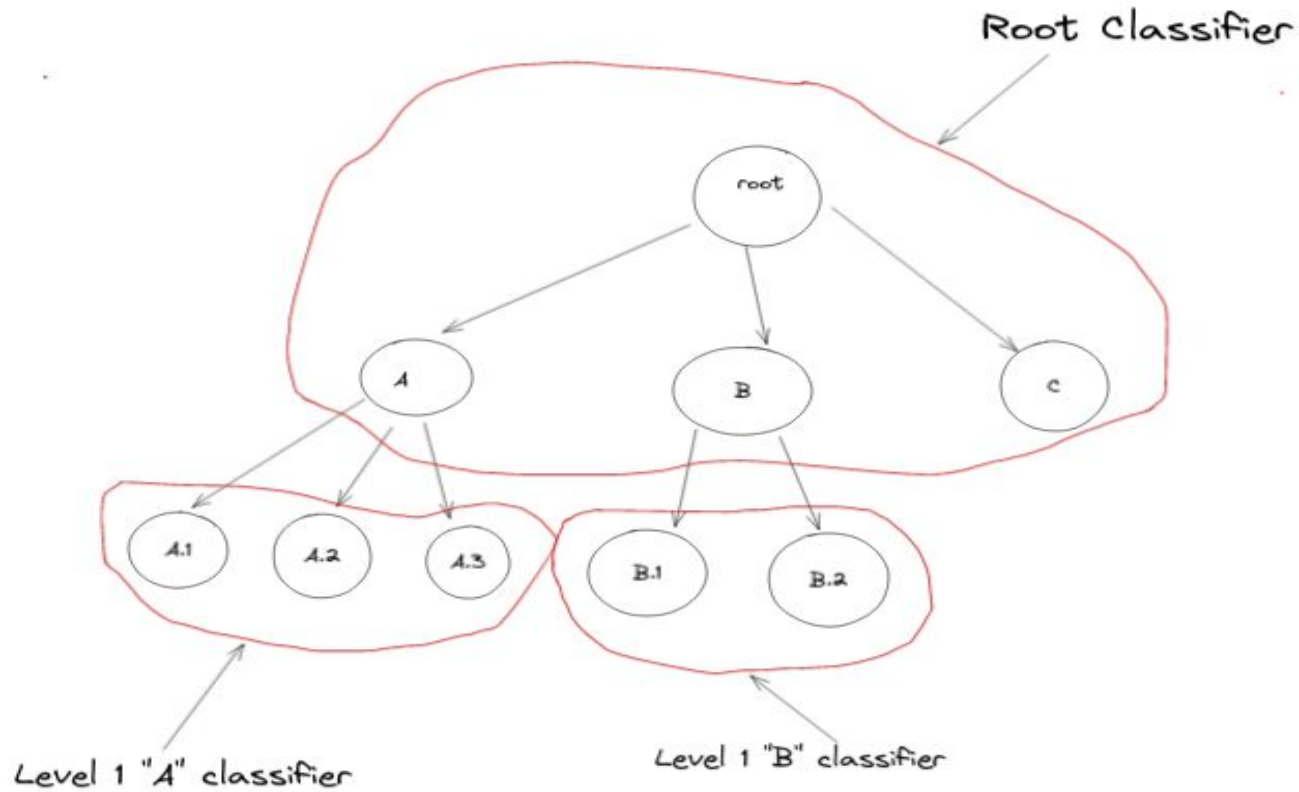 Root Classifier
root
A
B
C
A.1
A.2
A.3
B.1
B.2
Level 1 "A" classifier
Level 1 "B" classifier